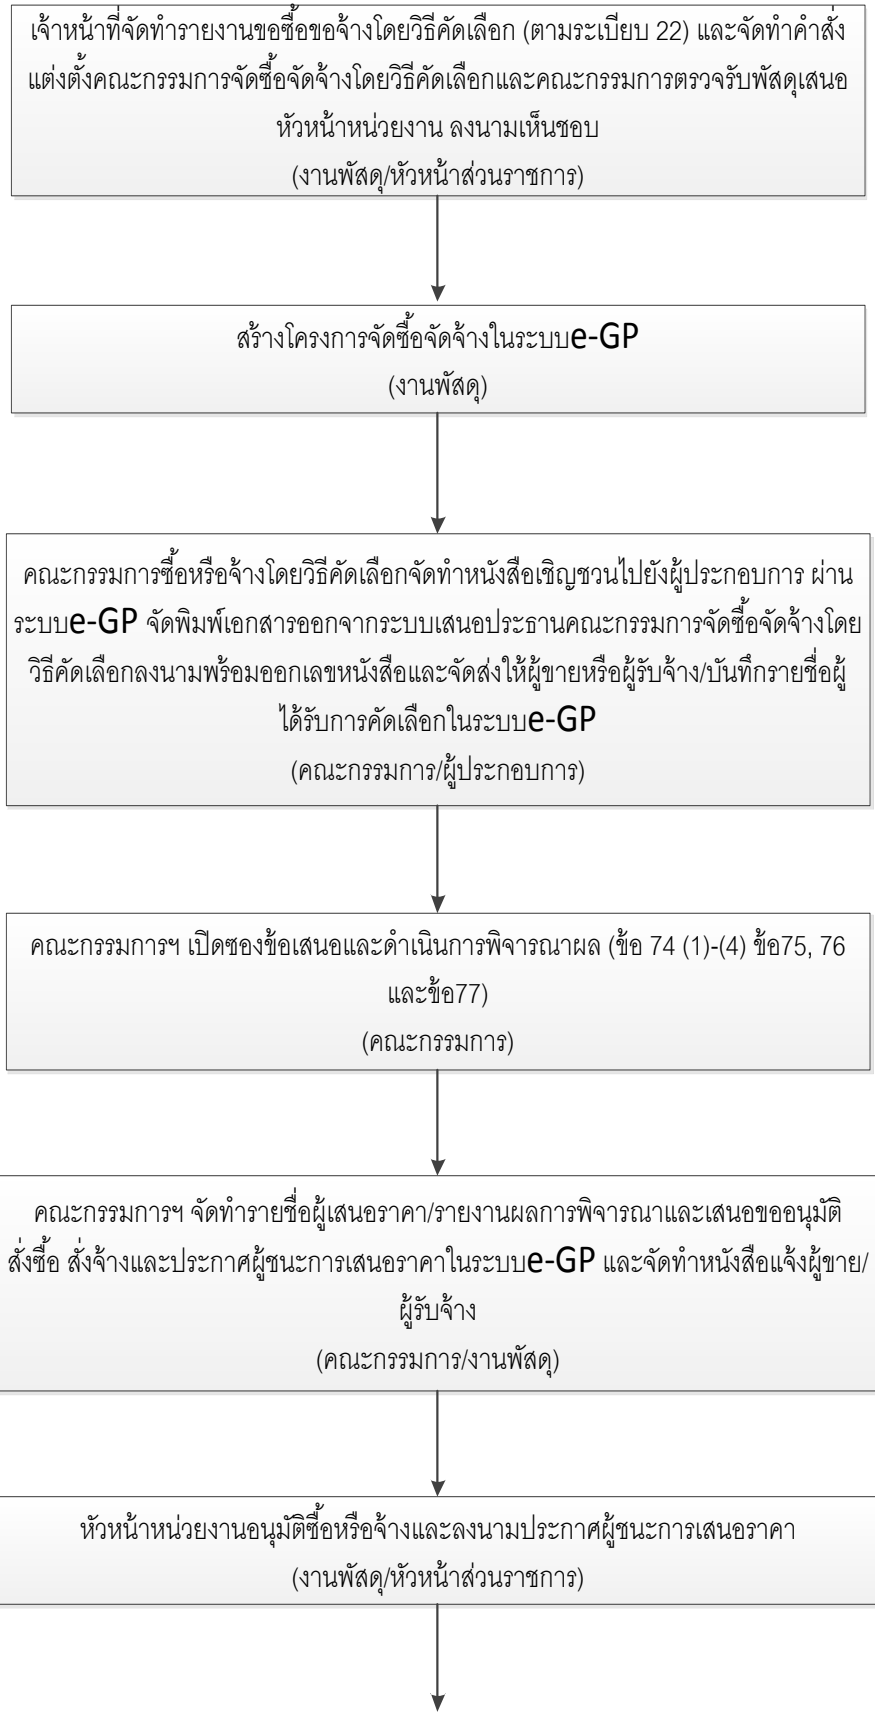 เจ้าหน้าที่จัดทำรายงานขอซื้อขอจ้างโดยวิธีคัดเลือก (ตามระเบียบ 22) และจัดทำคำสั่ง
แต่งตั้งคณะกรรมการจัดซื้อจัดจ้างโดยวิธีคัดเลือกและคณะกรรมการตรวจรับพัสดุเสนอ
หัวหน้าหน่วยงาน ลงนามเห็นชอบ
(งานพัสดุ/หัวหน้าส่วนราชการ)
สร้างโครงการจัดซื้อจัดจ้างในระบบe-GP
(งานพัสดุ)
คณะกรรมการซื้อหรือจ้างโดยวิธีคัดเลือกจัดทำหนังสือเชิญชวนไปยังผู้ประกอบการ ผ่าน
ระบบe-GP จัดพิมพ์เอกสารออกจากระบบเสนอประธานคณะกรรมการจัดซื้อจัดจ้างโดย
วิธีคัดเลือกลงนามพร้อมออกเลขหนังสือและจัดส่งให้ผู้ขายหรือผู้รับจ้าง/บันทึกรายชื่อผู้
ได้รับการคัดเลือกในระบบe-GP
(คณะกรรมการ/ผู้ประกอบการ)
คณะกรรมการฯ เปิดซองข้อเสนอและดำเนินการพิจารณาผล (ข้อ 74 (1)-(4) ข้อ75, 76
และข้อ77)
(คณะกรรมการ)
คณะกรรมการฯ จัดทำรายชื่อผู้เสนอราคา/รายงานผลการพิจารณาและเสนอขออนุมัติ
สั่งซื้อ สั่งจ้างและประกาศผู้ชนะการเสนอราคาในระบบe-GP และจัดทำหนังสือแจ้งผู้ขาย/
ผู้รับจ้าง
(คณะกรรมการ/งานพัสดุ)
หัวหน้าหน่วยงานอนุมัติซื้อหรือจ้างและลงนามประกาศผู้ชนะการเสนอราคา
(งานพัสดุ/หัวหน้าส่วนราชการ)